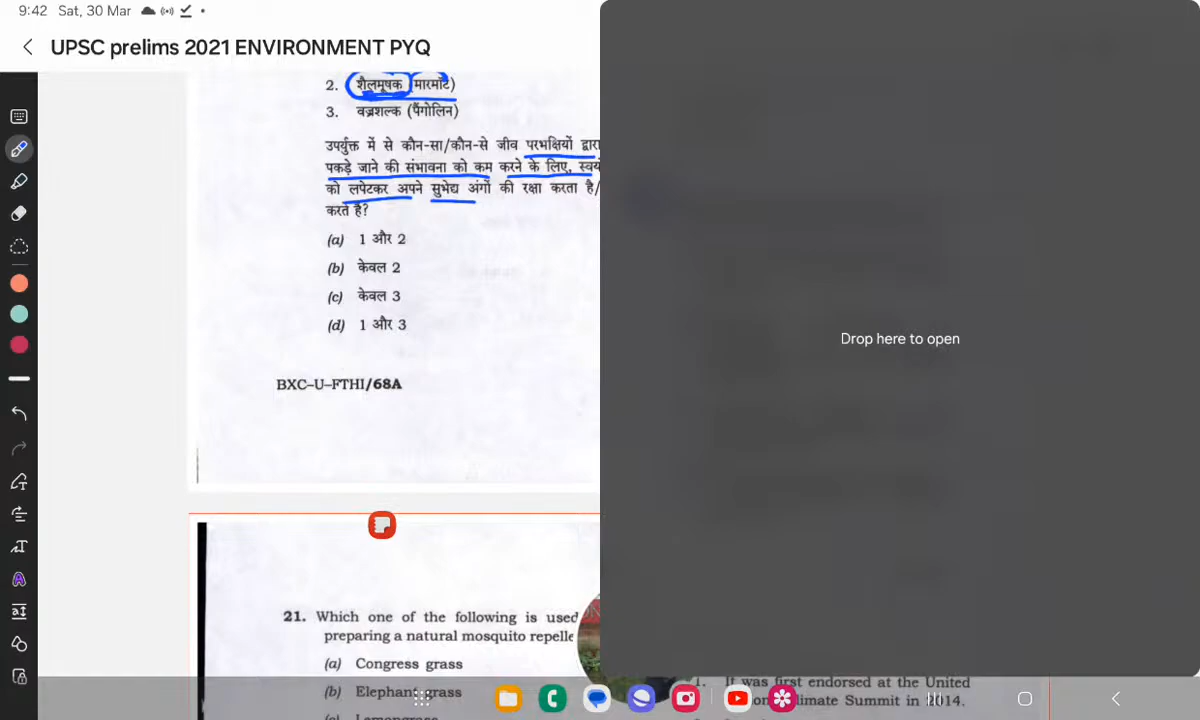 9:42 Sat, 30 Mar
UPSC prelims 2021 ENVIRONMENT PYQ
2. शैलमूषक (मारमॉट)
3. वज्रशल्क (पैंगोलिन)
उपर्युक्त में से कौन-सा/कौन-से जीव परभक्षियों द्वारा
पकड़े जाने की संभावना को कम करने के लिए, स्वयं
को लपेटकर अपने सुभेद्य अंगों की रक्षा करता है/
करते है?
(a) 1 और 2
(b) केवल 2
(c) केवल 3
(d) 1 और 3
BXC-U-FTHI/68A
Drop here to open
21. Which one of the following is used
preparing a natural mosquito repelle
(a) Congress grass
(b) Elephant grass
(c) Lemongrass
1. It was first endorsed at the United
limate Summit in 2014.